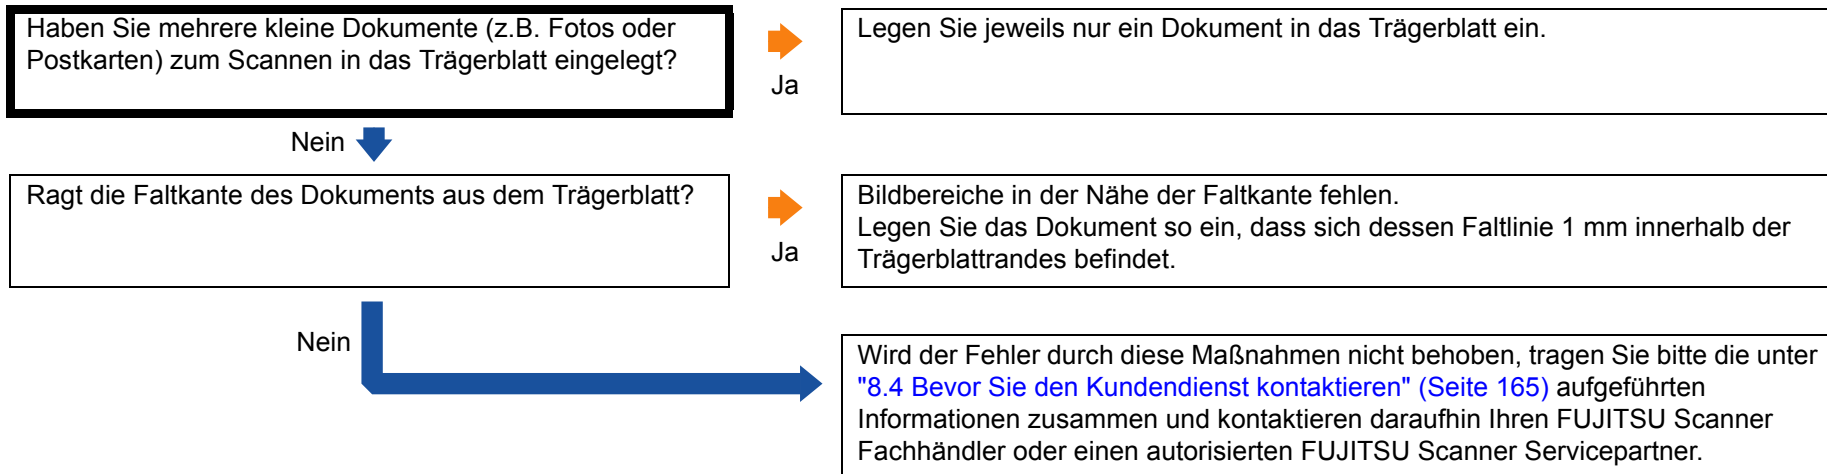 Haben Sie mehrere kleine Dokumente (z.B. Fotos oder
Postkarten) zum Scannen in das Trägerblatt eingelegt?
Ja
Legen Sie jeweils nur ein Dokument in das Trägerblatt ein.
Nein
Ragt die Faltkante des Dokuments aus dem Trägerblatt?
Ja
Bildbereiche in der Nähe der Faltkante fehlen.
Legen Sie das Dokument so ein, dass sich dessen Faltlinie 1 mm innerhalb der
Trägerblattrandes befindet.
Nein
Wird der Fehler durch diese Maßnahmen nicht behoben, tragen Sie bitte die unter
"8.4 Bevor Sie den Kundendienst kontaktieren" (Seite 165) aufgeführten
Informationen zusammen und kontaktieren daraufhin Ihren FUJITSU Scanner
Fachhändler oder einen autorisierten FUJITSU Scanner Servicepartner.